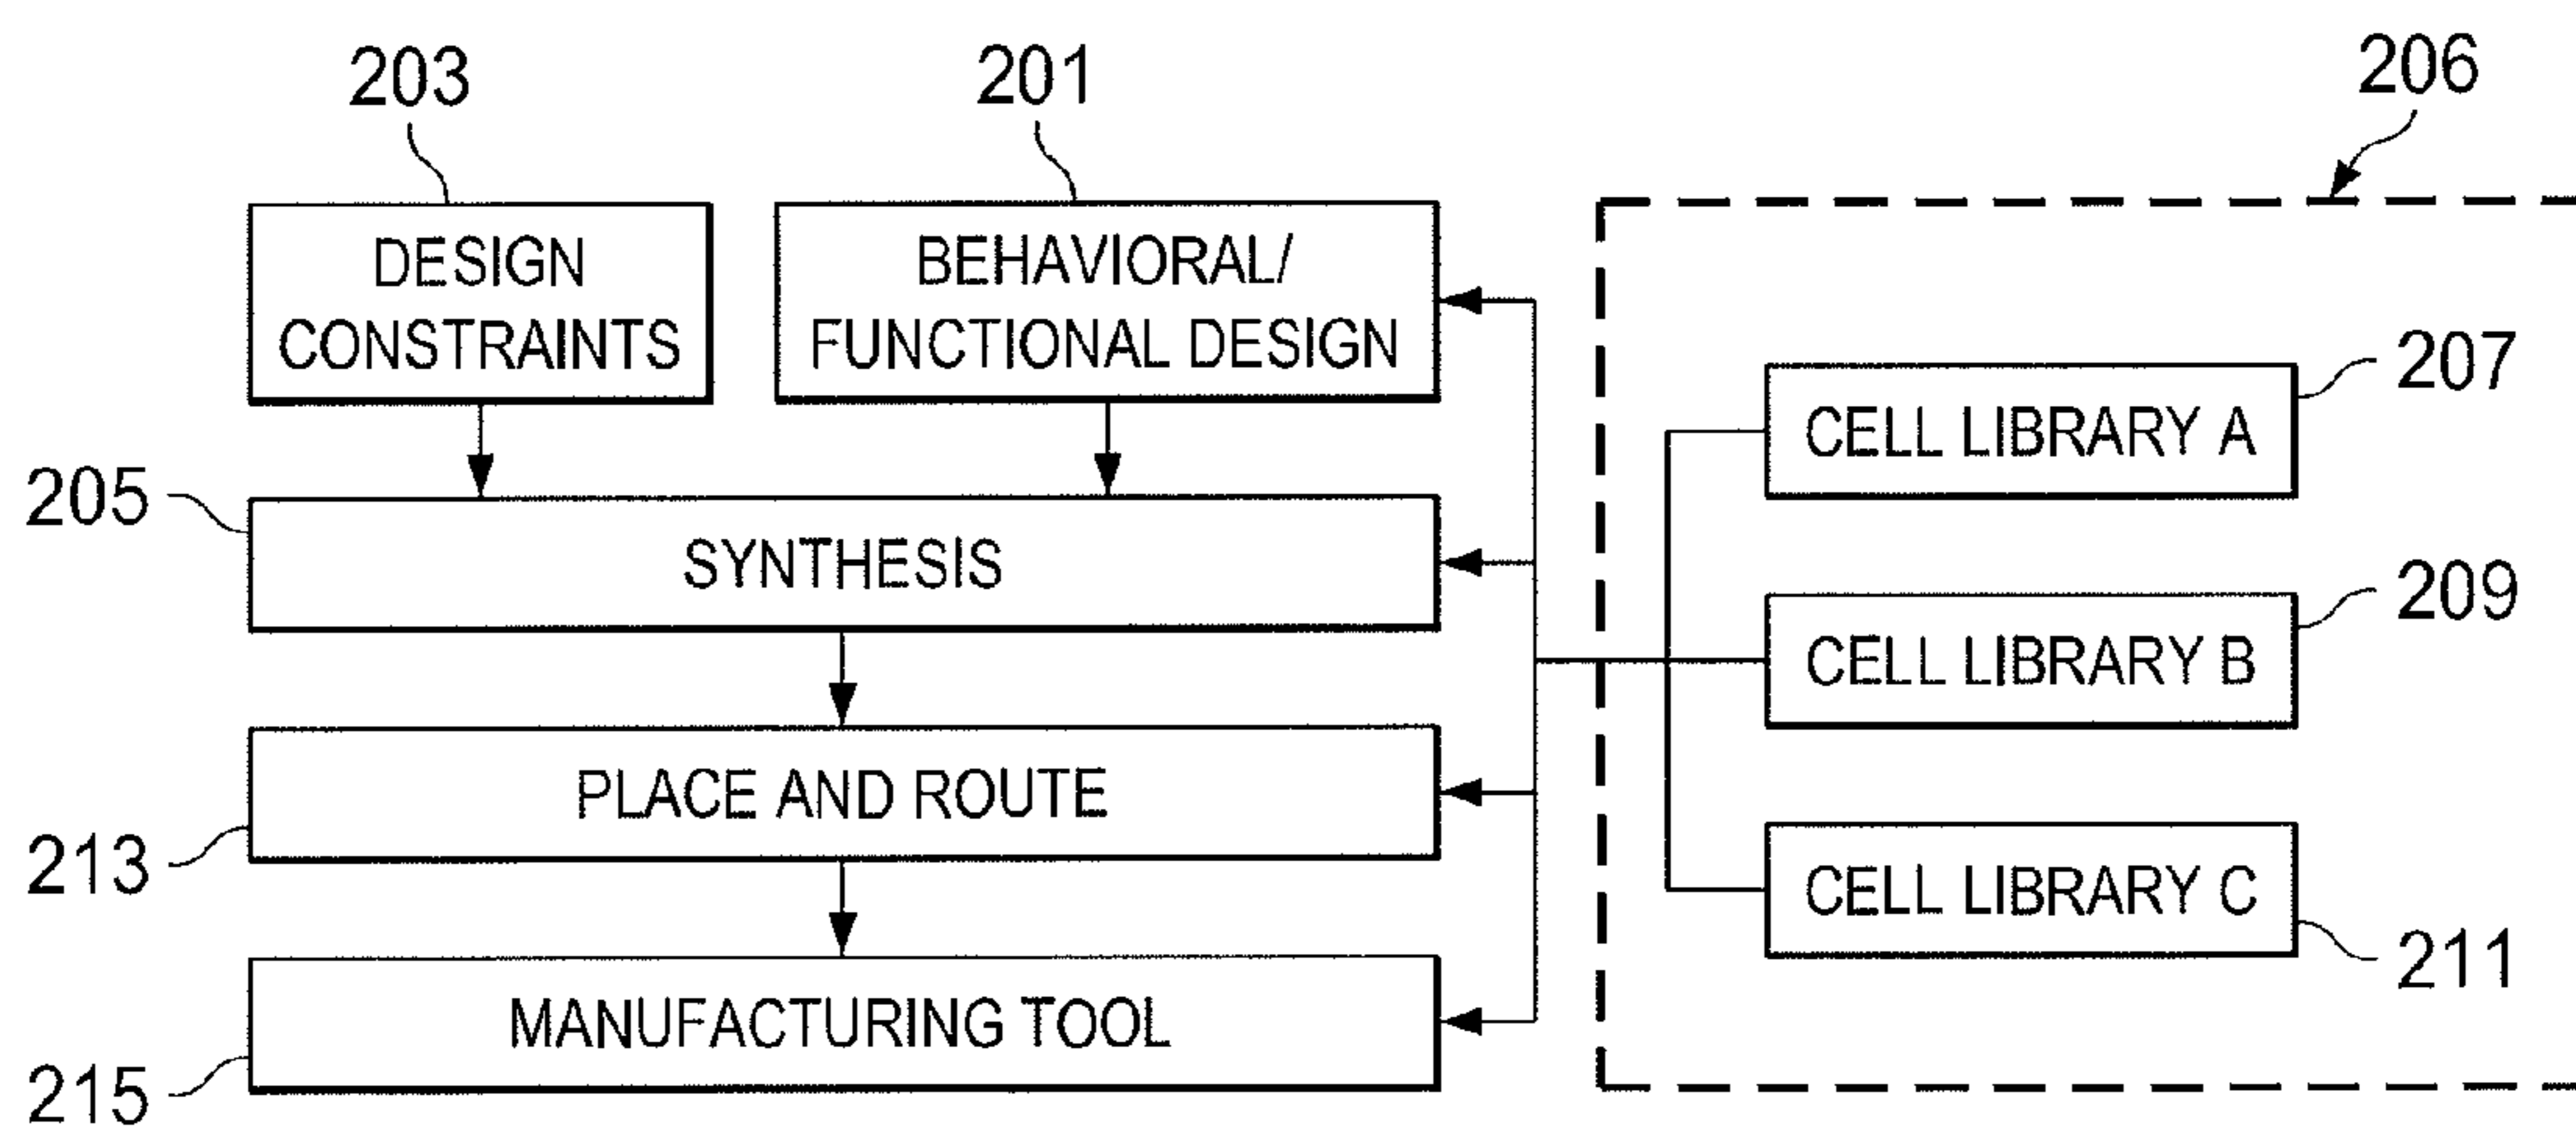 203
201
206
DESIGN
CONSTRAINTS
BEHAVIORAL/
FUNCTIONAL DESIGN
207
CELL LIBRARY A
205
SYNTHESIS
209
CELL LIBRARY B
PLACE AND ROUTE
213
CELL LIBRARY C
211
MANUFACTURING TOOL
215